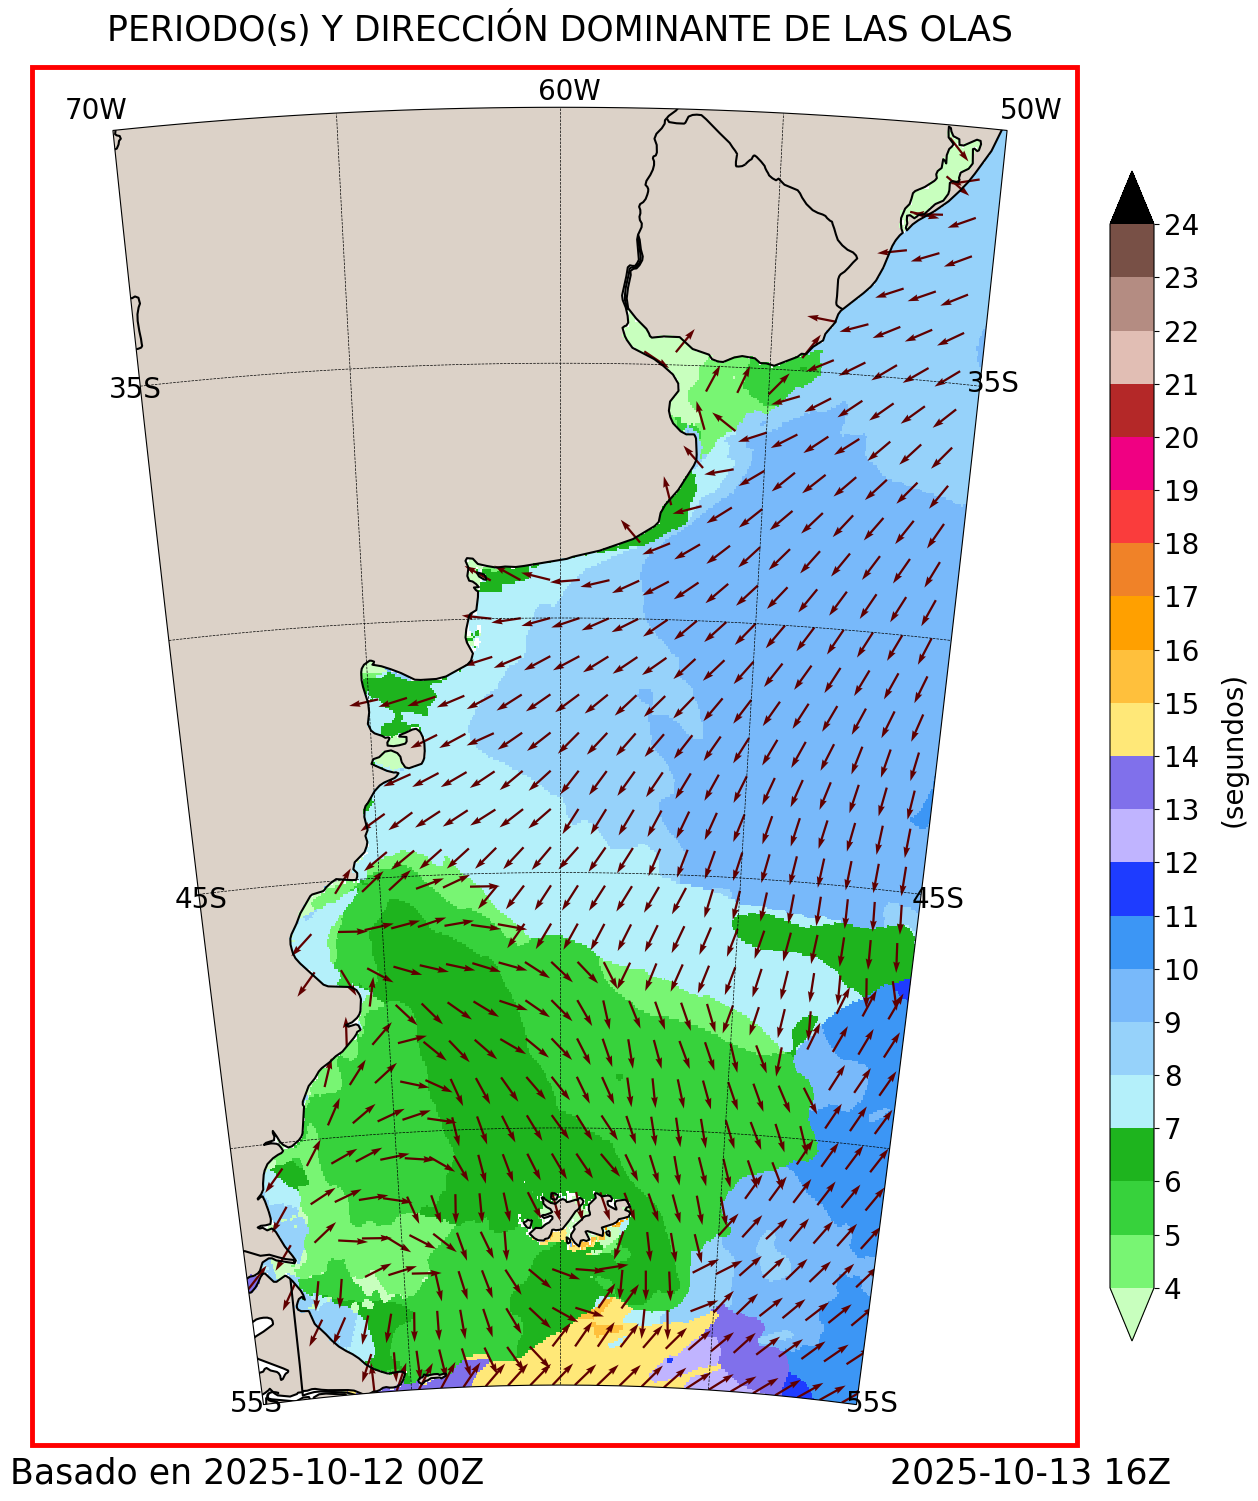 PERIODO(s) Y DIRECCIÓN DOMINANTE DE LAS OLAS
70W
60W
50W
35S
35S
45S
45S
55S
55S
24
23
22
21
20
19
18
17
16
15
14
13
12
11
10
9
8
7
6
5
4
(segundos)
Basado en 2025-10-12 00Z
2025-10-13 16Z